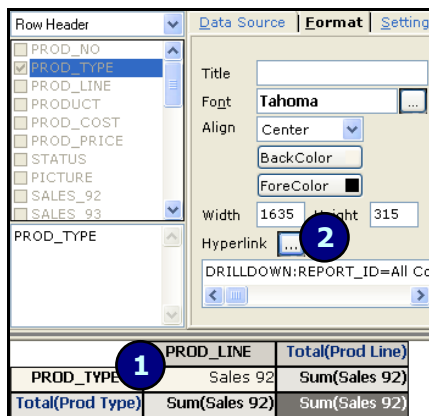 Row Header
PROD_NO
PROD_TYPE
PROD_LINE
PRODUCT
PROD_COST
PROD_PRICE
STATUS
PICTURE
SALES_92
SALES_93
PROD_TYPE
Data Source Format Setting
Title
Font Tahoma ...
Align Center
BackColor
ForeColor
Width 1635 Height 315
Hyperlink ... 2
DRILLDOWN:REPORT_ID=All Co
1 PROD_LINE Total(Prod Line)
PROD_TYPE Sales 92 Sum(Sales 92)
Total(Prod Type) Sum(Sales 92) Sum(Sales 92)